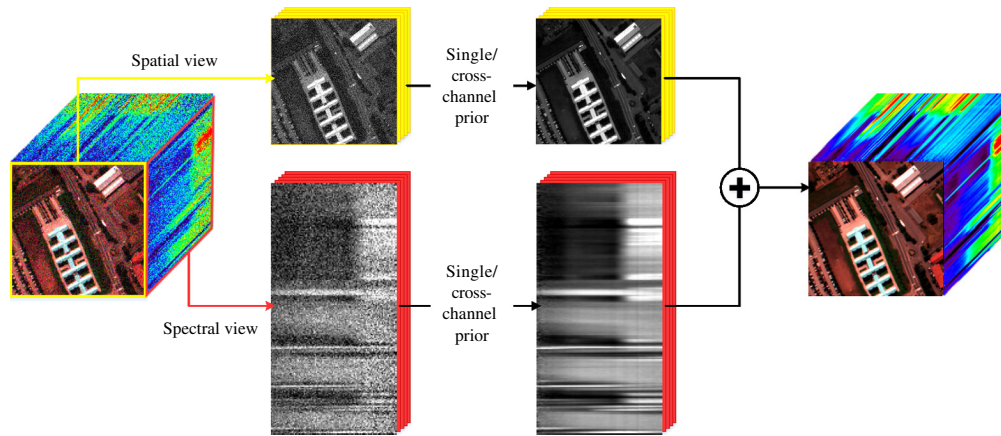 Spatial view
Single/
cross-
channel
prior
Single/
cross-
channel
prior
Spectral view